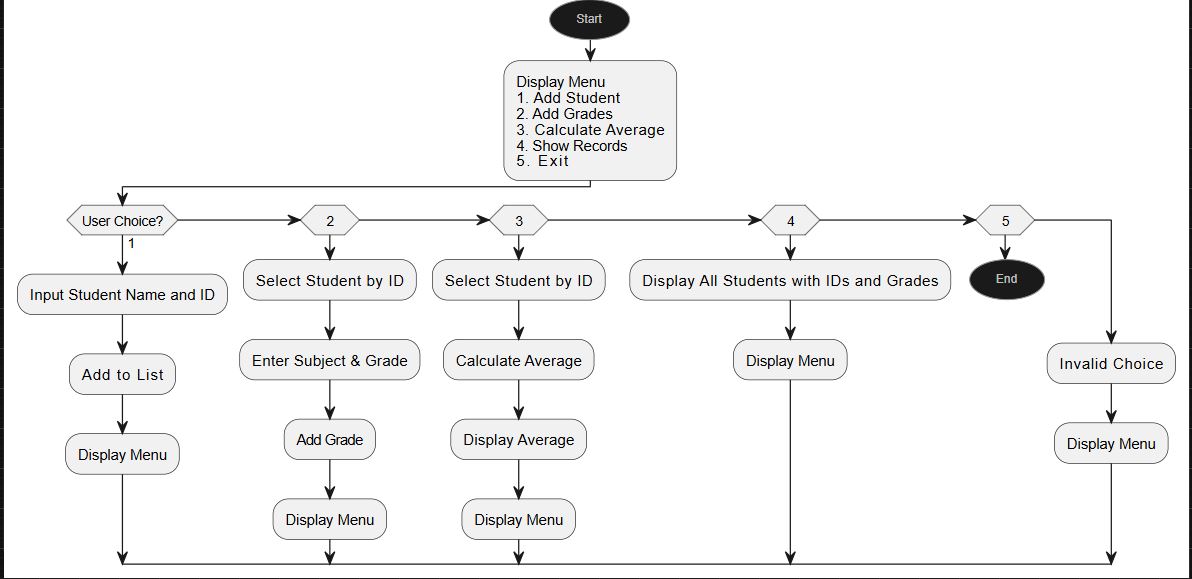 Start
Display Menu
1. Add Student
2. Add Grades
3. Calculate Average
4. Show Records
5. Exit
User Choice?
2
3
4
5
1
Input Student Name and ID
Select Student by ID
Select Student by ID
Display All Students with IDs and Grades
End
Add to List
Enter Subject & Grade
Calculate Average
Display Menu
Invalid Choice
Display Menu
Add Grade
Display Average
Display Menu
Display Menu
Display Menu